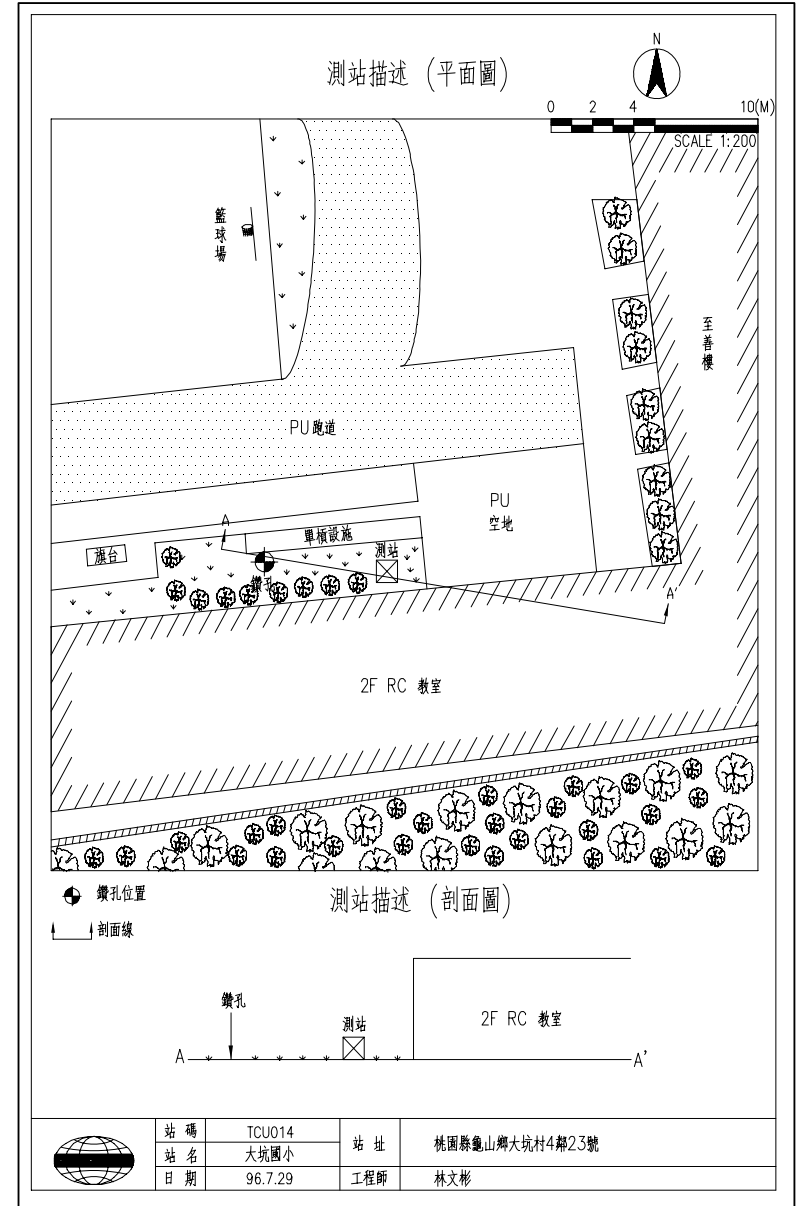 測站描述 (平面圖)
N
0 2 4 10(M)
SCALE 1:200
籃球場
至善樓
PU跑道
PU
空地
A
單槓設施
旗台
測站
鑽孔
A'
2F RC 教室
鑽孔位置
測站描述 (剖面圖)
剖面線
鑽孔
測站
2F RC 教室
A
A'
站碼 TCU014
站名 大坑國小
日期 96.7.29
站址 桃園縣龜山鄉大坑村4鄰23號
工程師 林文彬